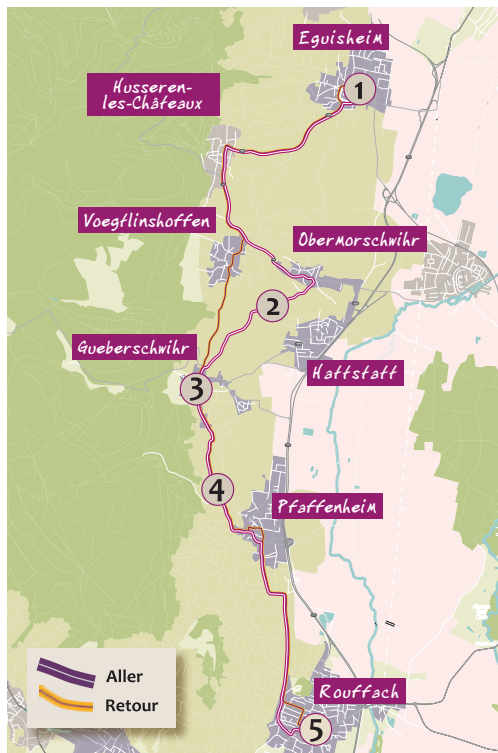 Eguisheim
1
Husseren-
les-Châteaux
Voegtlinshoffen
Obermorschwihr
2
Gueberschwihr
Hattstatt
3
4
Pfaffenheim
Rouffach
5
Aller
Retour